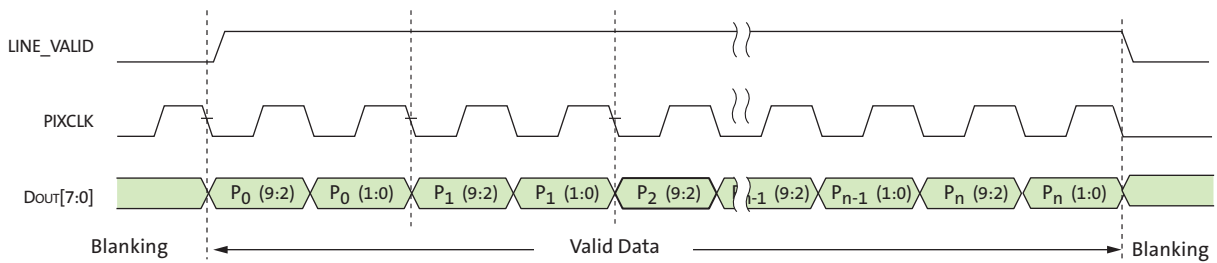 LINE_VALID
PIXCLK
DOUT[7:0]
P0 (9:2) P0 (1:0) P1 (9:2) P1 (1:0) P2 (9:2) Pn-1 (9:2) Pn-1 (1:0) Pn (9:2) Pn (1:0)
Blanking Valid Data Blanking